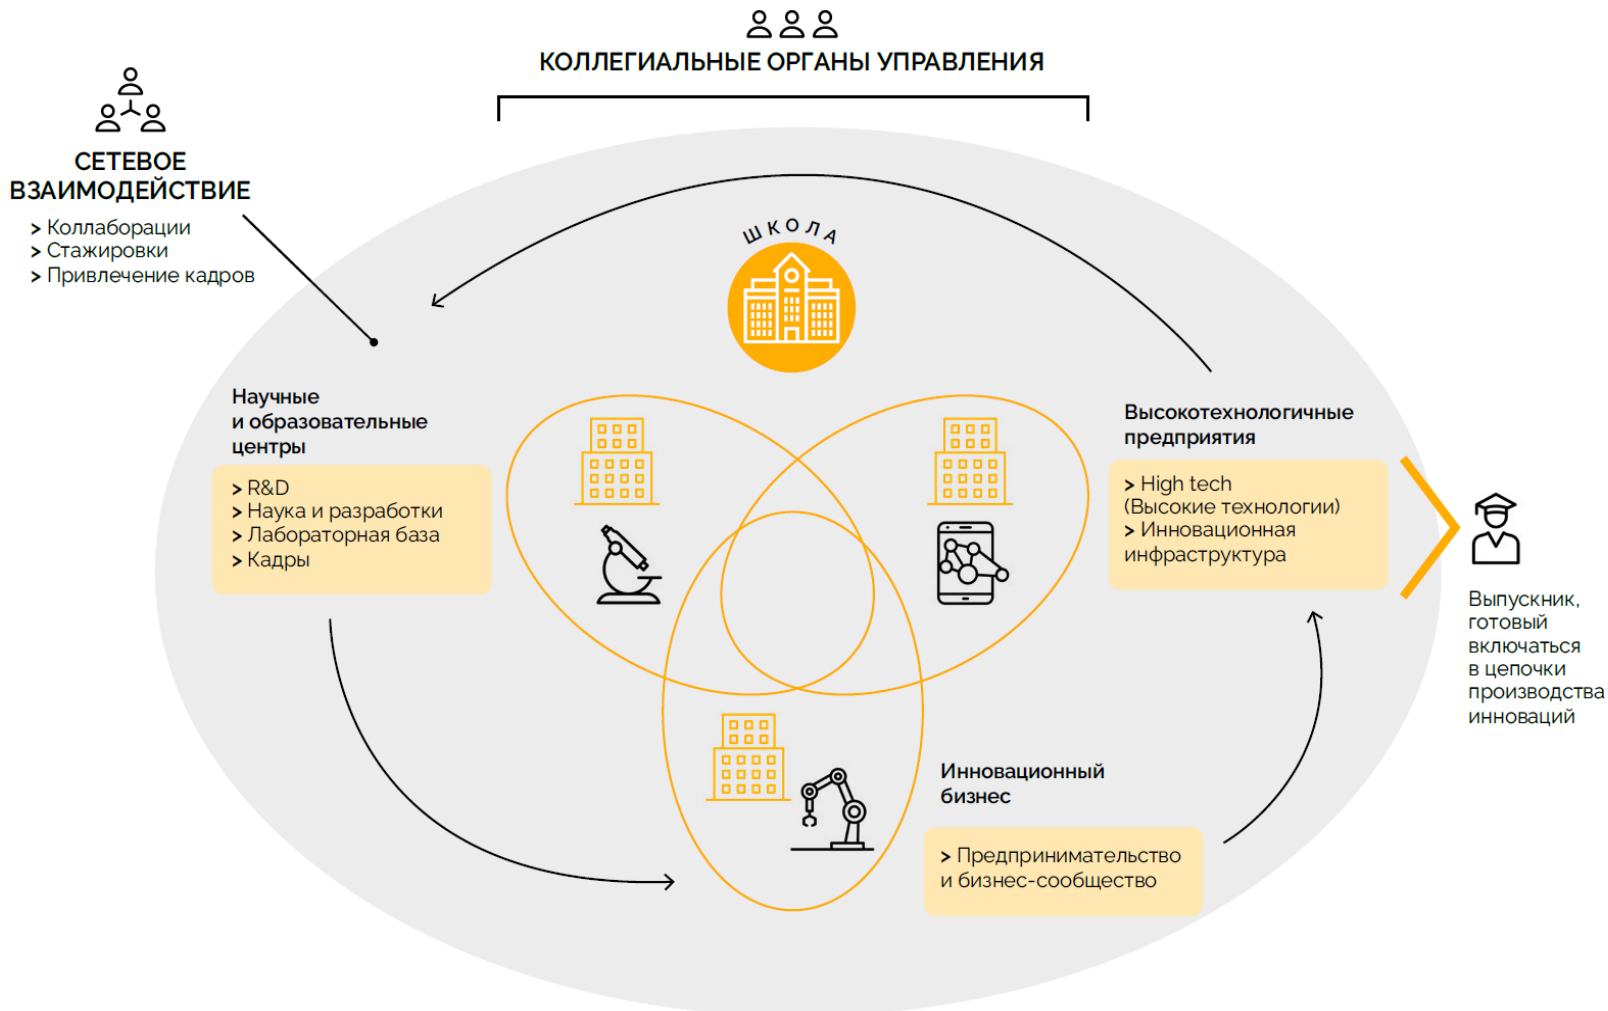 КОЛЛЕГИАЛЬНЫЕ ОРГАНЫ УПРАВЛЕНИЯ
СЕТЕВОЕ
ВЗАИМОДЕЙСТВИЕ
> Коллаборации
> Стажировки
> Привлечение кадров
ШКОЛА
Научные
и образовательные
центры
> R&D
> Наука и разработки
> Лабораторная база
> Кадры
Высокотехнологичные
предприятия
> High tech
(Высокие технологии)
> Инновационная
инфраструктура
Выпускник,
готовый
включаться
в цепочки
производства
инноваций
Инновационный
бизнес
> Предпринимательство
и бизнес-сообщество